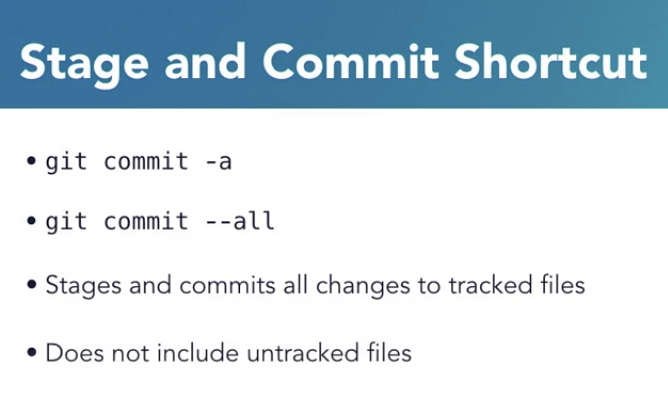 Stage and Commit Shortcut
• git commit -a
• git commit --all
• Stages and commits all changes to tracked files
• Does not include untracked files